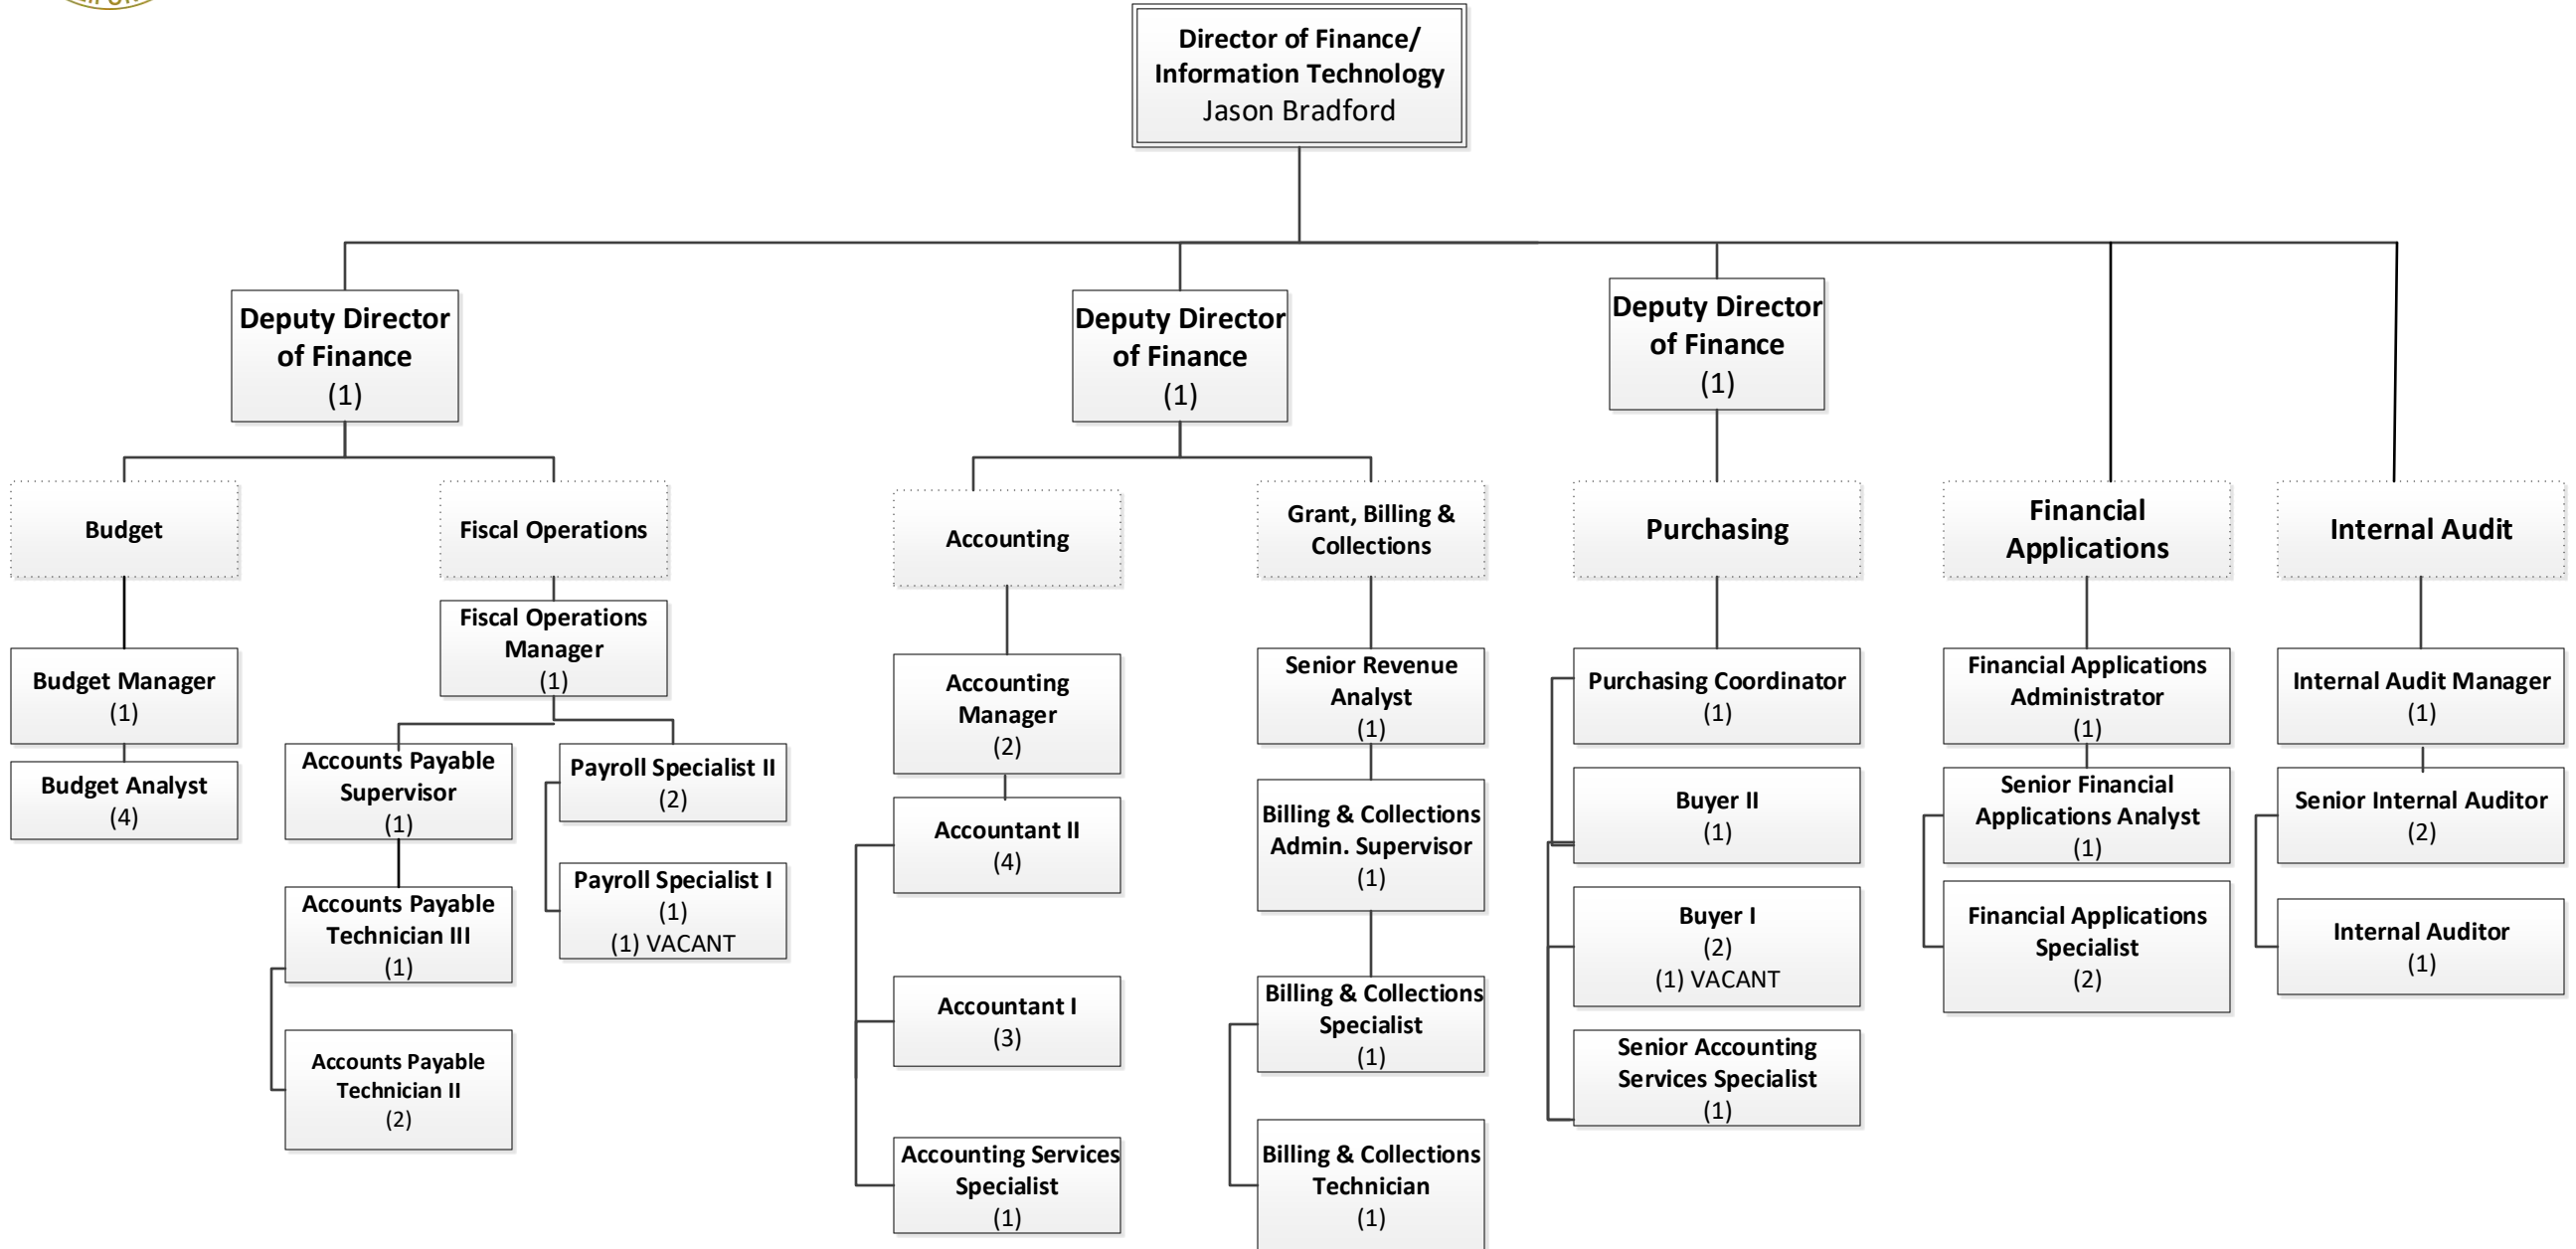 Director of Finance/
Information Technology
Jason Bradford
Deputy Director
of Finance
(1)
Deputy Director
of Finance
(1)
Deputy Director
of Finance
(1)
Budget
Budget Manager
(1)
Budget Analyst
(4)
Fiscal Operations
Fiscal Operations
Manager
(1)
Accounts Payable
Supervisor
(1)
Accounts Payable
Technician III
(1)
Accounts Payable
Technician II
(2)
Payroll Specialist II
(2)
Payroll Specialist I
(1)
(1) VACANT
Accounting
Accounting
Manager
(2)
Accountant II
(4)
Accountant I
(3)
Accounting Services
Specialist
(1)
Grant, Billing &
Collections
Senior Revenue
Analyst
(1)
Billing & Collections
Admin. Supervisor
(1)
Billing & Collections
Specialist
(1)
Billing & Collections
Technician
(1)
Purchasing
Purchasing Coordinator
(1)
Buyer II
(1)
Buyer I
(2)
(1) VACANT
Senior Accounting
Services Specialist
(1)
Financial
Applications
Financial Applications
Administrator
(1)
Senior Financial
Applications Analyst
(1)
Financial Applications
Specialist
(2)
Internal Audit
Internal Audit Manager
(1)
Senior Internal Auditor
(2)
Internal Auditor
(1)